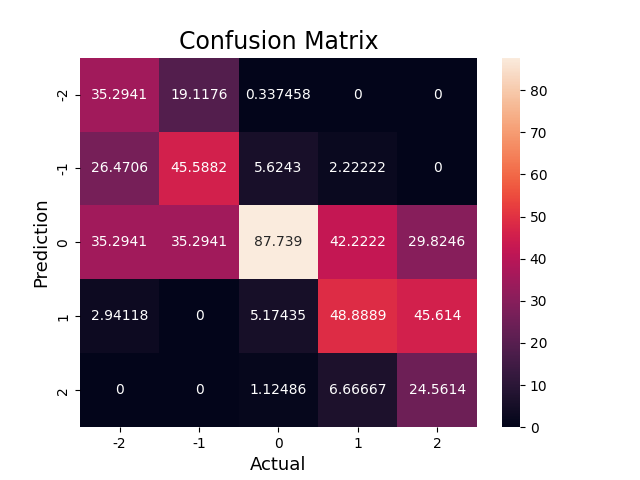 Confusion Matrix
-2 35.2941 19.1176 0.337458 0 0
-1 26.4706 45.5882 5.6243 2.22222 0
0 35.2941 35.2941 87.739 42.2222 29.8246
1 2.94118 0 5.17435 48.8889 45.614
2 0 0 1.12486 6.66667 24.5614
-2 -1 0 1 2
Actual
Prediction
80
70
60
50
40
30
20
10
0